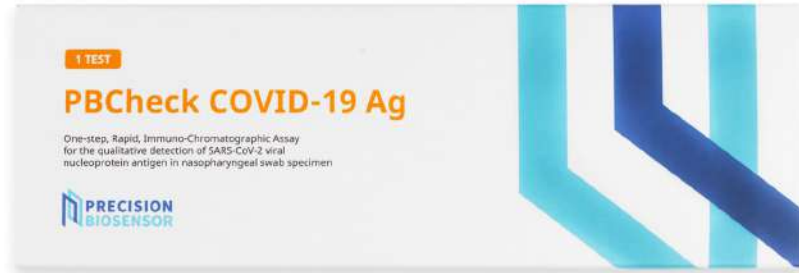 1 TEST
PBCheck COVID-19 Ag
One-step, Rapid, Immuno-Chromatographic Assay
for the qualitative detection of SARS-CoV-2 viral
nucleoprotein antigen in nasopharyngeal swab specimen
PRECISION
BIOSENSOR